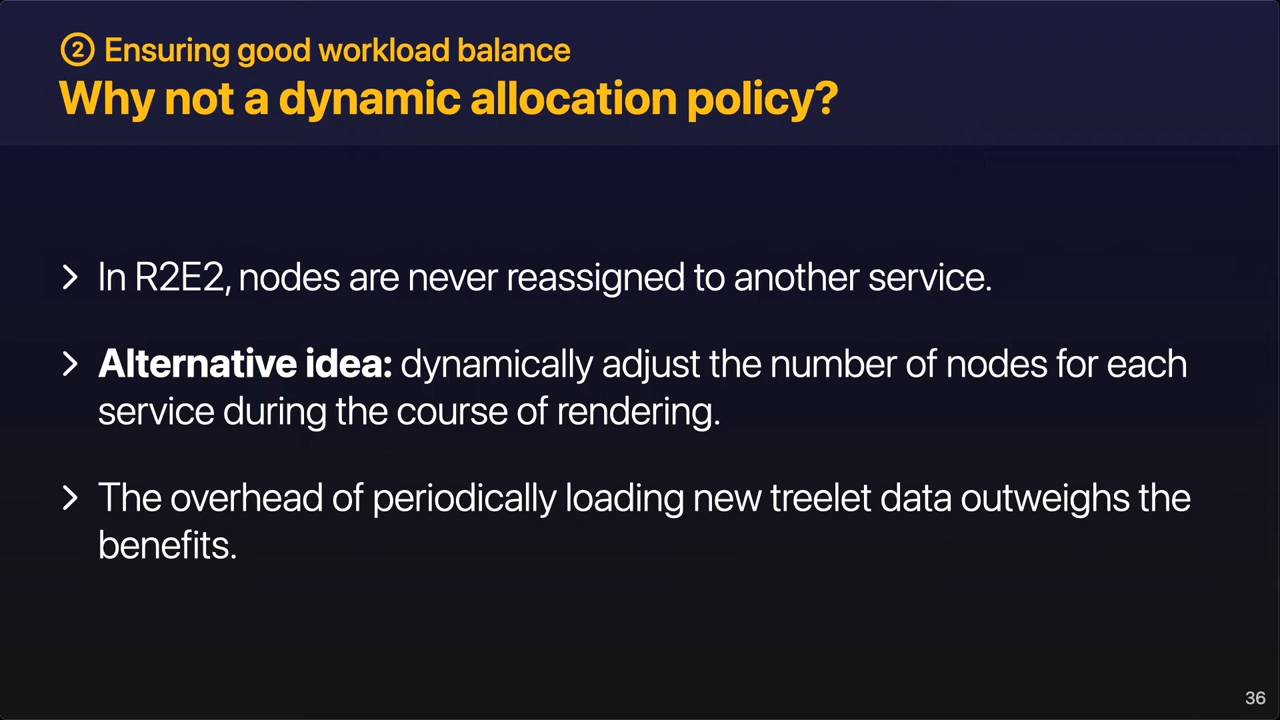 ② Ensuring good workload balance
Why not a dynamic allocation policy?
> In R2E2, nodes are never reassigned to another service.
> Alternative idea: dynamically adjust the number of nodes for each
service during the course of rendering.
> The overhead of periodically loading new treelet data outweighs the
benefits.
36